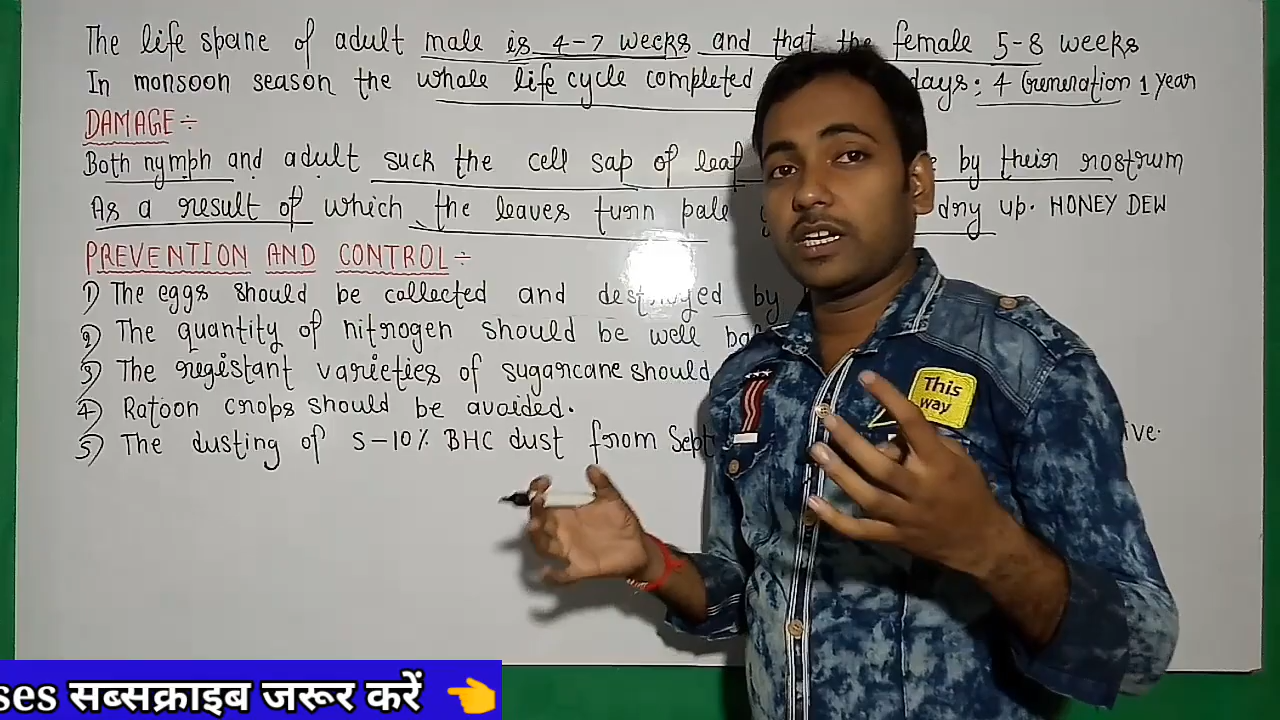 The life spane of adult male is 4-7 weeks and that the female 5-8 weeks
In monsoon season the whole life cycle completed days: 4 Generation 1 year
DAMAGE÷
Both nymph and adult suck the cell sap of leaf by their rostrum
As a result of which the leaves turn pale dry up. HONEY DEW
PREVENTION AND CONTROL÷
1) The eggs should be collected and destroyed by
2) The quantity of nitrogen should be well
3) The registant varieties of sugarcane should
4) Ratoon crops should be avoided.
5) The dusting of 5-10% BHC dust from Sept
This
way
ses सब्सक्राइब जरूर करें 👈